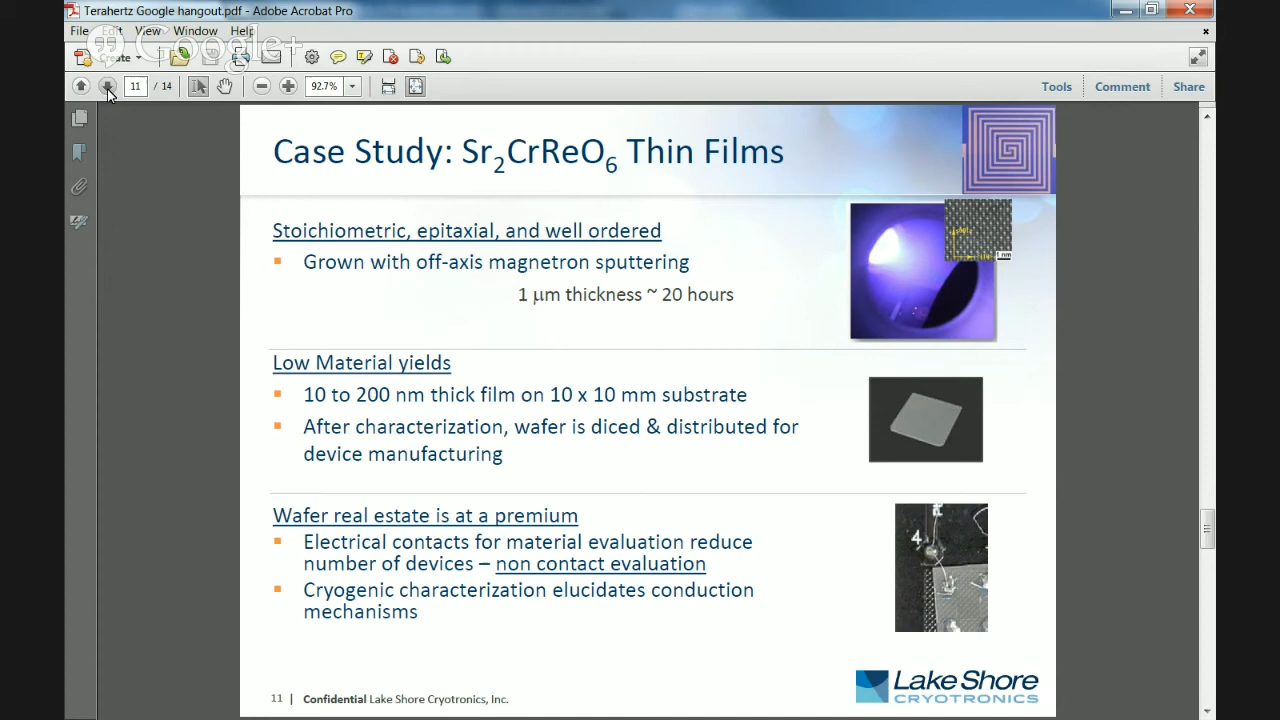 Terahertz Google hangout.pdf - Adobe Acrobat Pro
File Edit View Window Help
Google+
Create
11 / 14 92.7% Tools Comment Share
Case Study: Sr2CrReO6 Thin Films
Stoichiometric, epitaxial, and well ordered
Grown with off-axis magnetron sputtering
1 μm thickness ~ 20 hours
1 nm
Low Material yields
10 to 200 nm thick film on 10 x 10 mm substrate
After characterization, wafer is diced & distributed for
device manufacturing
Wafer real estate is at a premium
Electrical contacts for material evaluation reduce
number of devices – non contact evaluation
Cryogenic characterization elucidates conduction
mechanisms
4
Lake Shore
CRYOTRONICS
11 | Confidential Lake Shore Cryotronics, Inc.